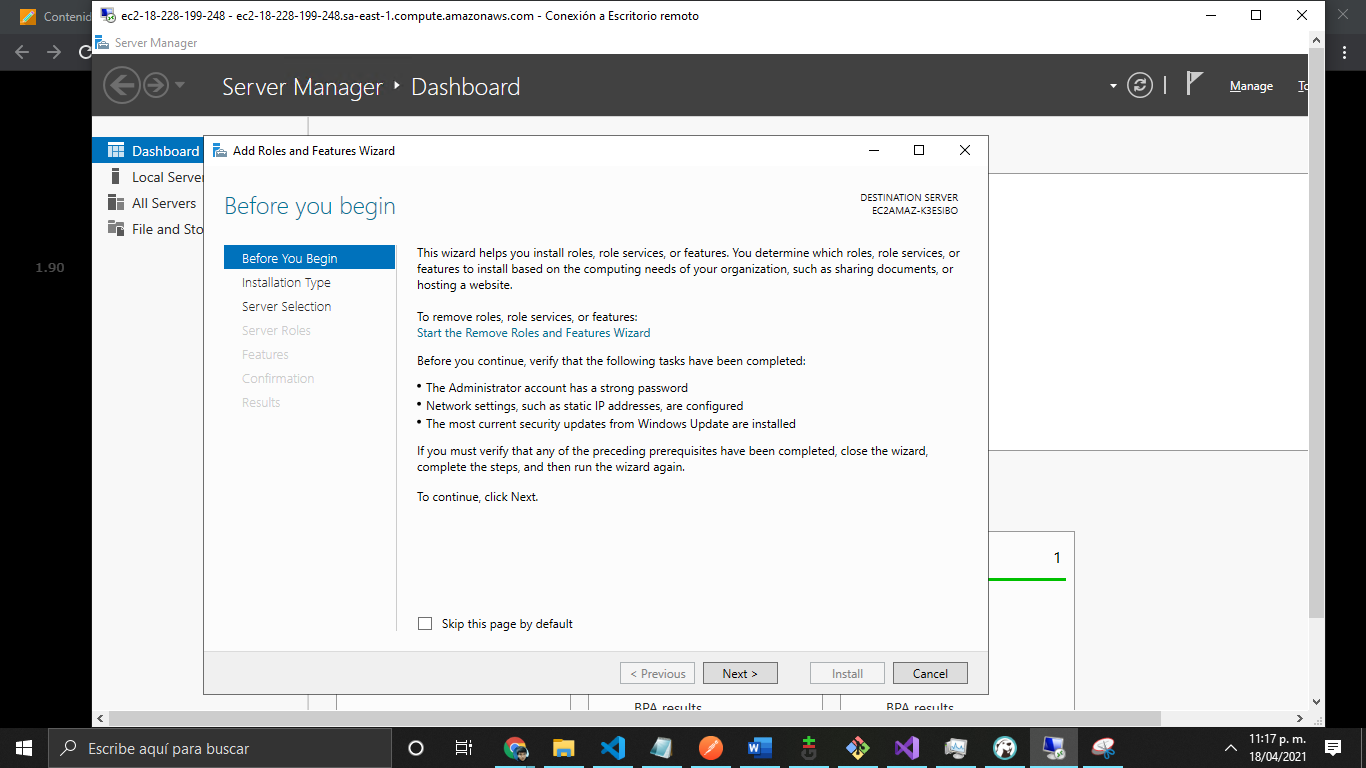 Contenid
ec2-18-228-199-248 - ec2-18-228-199-248.sa-east-1.compute.amazonaws.com - Conexión a Escritorio remoto
Server Manager
Server Manager Dashboard
Manage
To
Dashboard
Local Server
All Servers
File and Sto
1.90
Add Roles and Features Wizard
Before you begin
DESTINATION SERVER
EC2AMAZ-K3ESIBO
Before You Begin
Installation Type
Server Selection
Server Roles
Features
Confirmation
Results
This wizard helps you install roles, role services, or features. You determine which roles, role services, or
features to install based on the computing needs of your organization, such as sharing documents, or
hosting a website.
To remove roles, role services, or features:
Start the Remove Roles and Features Wizard
Before you continue, verify that the following tasks have been completed:
• The Administrator account has a strong password
• Network settings, such as static IP addresses, are configured
• The most current security updates from Windows Update are installed
If you must verify that any of the preceding prerequisites have been completed, close the wizard,
complete the steps, and then run the wizard again.
To continue, click Next.
Skip this page by default
< Previous
Next >
Install
Cancel
1
BPA results
BPA results
Escribe aquí para buscar
11:17 p. m.
18/04/2021